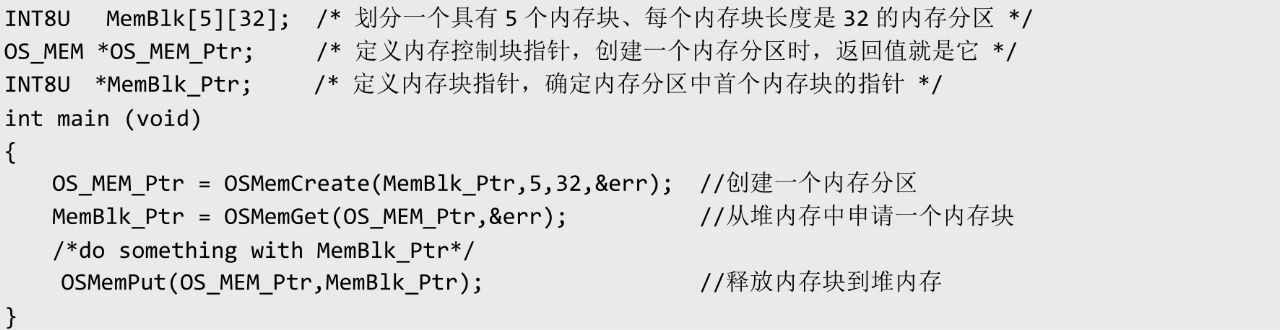 INT8U   MemBlk[5][32];  /* 划分一个具有 5 个内存块、每个内存块长度是 32 的内存分区 */
OS_MEM *OS_MEM_Ptr;     /* 定义内存控制块指针，创建一个内存分区时，返回值就是它 */
INT8U  *MemBlk_Ptr;     /* 定义内存块指针，确定内存分区中首个内存块的指针 */
int main (void)
{
    OS_MEM_Ptr = OSMemCreate(MemBlk_Ptr,5,32,&err);  //创建一个内存分区
    MemBlk_Ptr = OSMemGet(OS_MEM_Ptr,&err);          //从堆内存中申请一个内存块
    /*do something with MemBlk_Ptr*/
    OSMemPut(OS_MEM_Ptr,MemBlk_Ptr);                 //释放内存块到堆内存
}